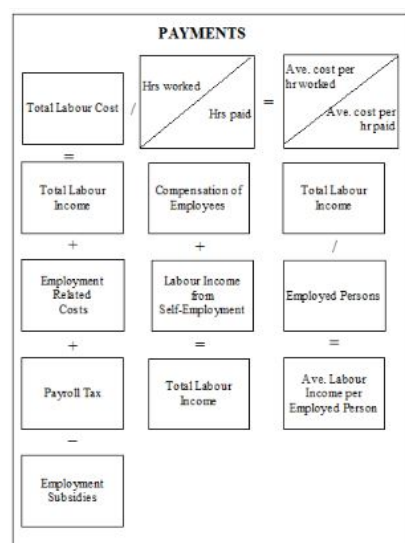 PAYMENTS
Total Labour Cost
/
Hrs worked
Hrs paid
=
Ave. cost per
hr worked
Ave. cost per
hr paid
=
Total Labour
Income
Compensation of
Employees
Total Labour
Income
+
+
/
Employment
Related
Costs
Labour Income
from
Self-Employment
Employed Persons
+
=
=
Payroll Tax
Total Labour
Income
Ave. Labour
Income per
Employed Person
−
Employment
Subsidies